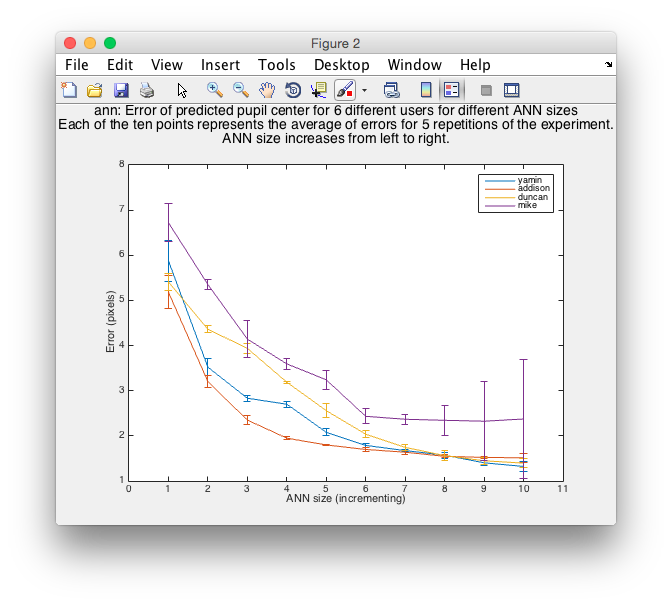 Figure 2
File Edit View Insert Tools Desktop Window Help
ann: Error of predicted pupil center for 6 different users for different ANN sizes
Each of the ten points represents the average of errors for 5 repetitions of the experiment.
ANN size increases from left to right.
yamin
addison
duncan
mike
8
7
6
5
4
3
2
1
Error (pixels)
0 1 2 3 4 5 6 7 8 9 10 11
ANN size (incrementing)